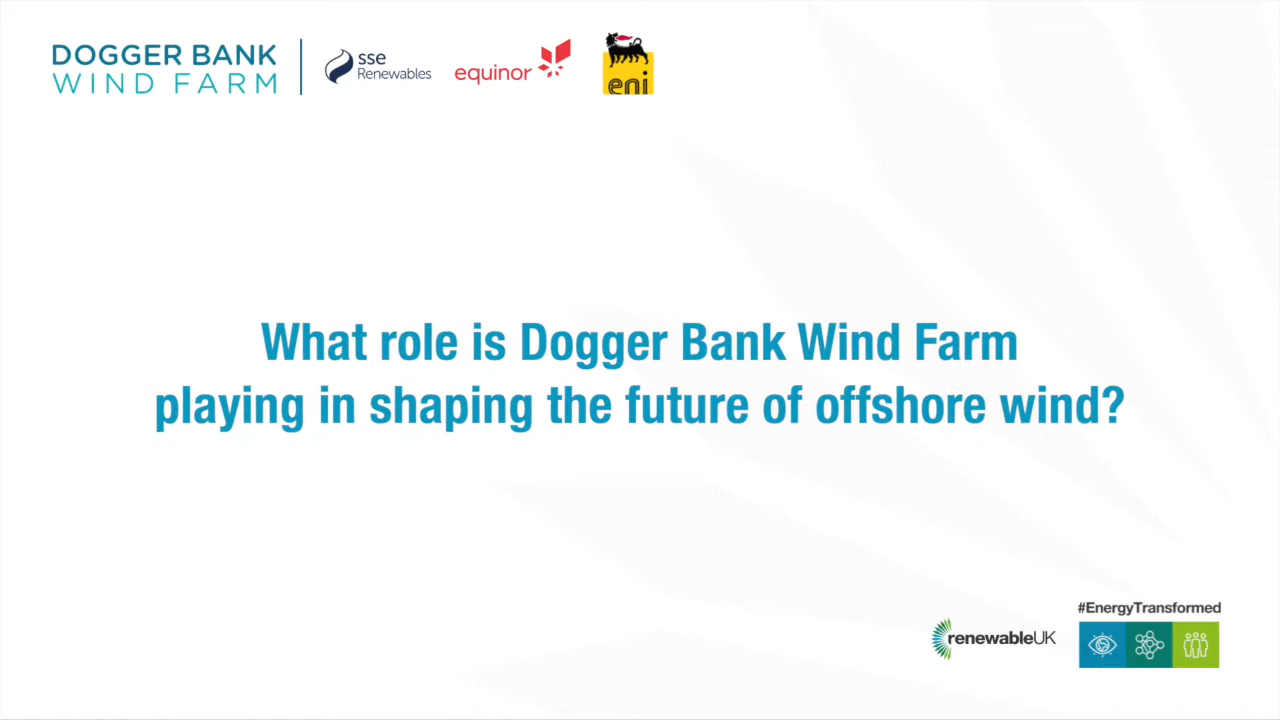 DOGGER BANK
WIND FARM
sse
Renewables
equinor
eni
What role is Dogger Bank Wind Farm
playing in shaping the future of offshore wind?
#EnergyTransformed
renewableUK